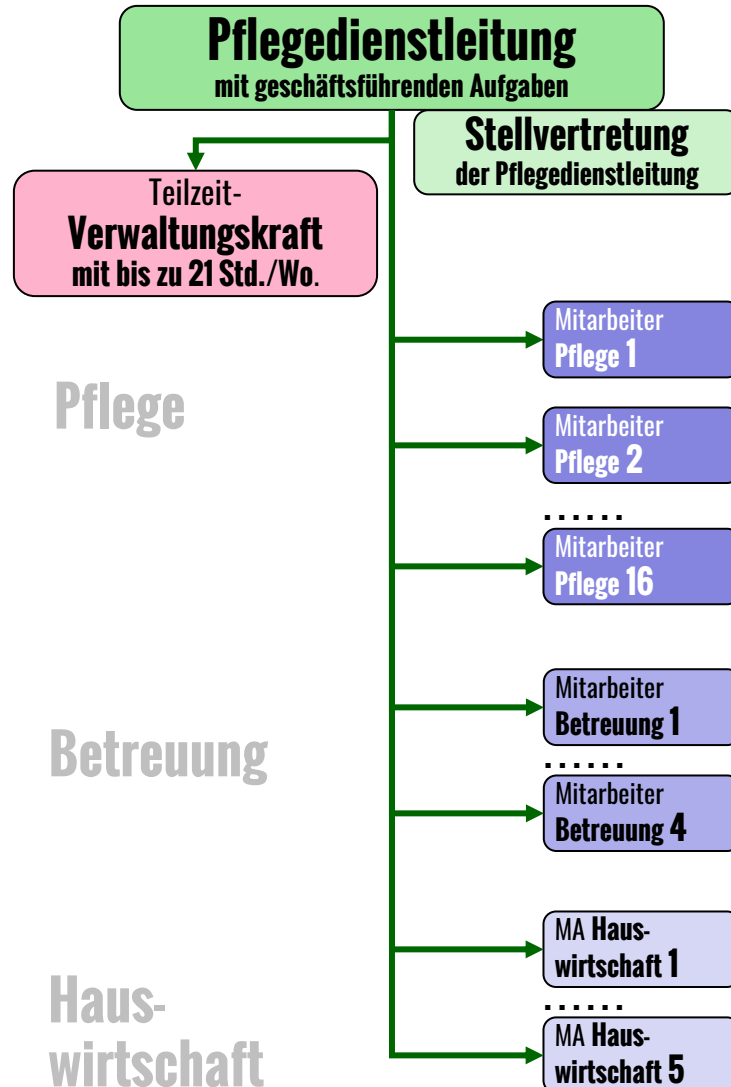 Pflegedienstleitung
mit geschäftsführenden Aufgaben
Stellvertretung
der Pflegedienstleitung
Teilzeit-
Verwaltungskraft
mit bis zu 21 Std./Wo.
Pflege
Mitarbeiter
Pflege 1
Mitarbeiter
Pflege 2
......
Mitarbeiter
Pflege 16
Betreuung
Mitarbeiter
Betreuung 1
......
Mitarbeiter
Betreuung 4
Haus-
wirtschaft
MA Haus-
wirtschaft 1
......
MA Haus-
wirtschaft 5